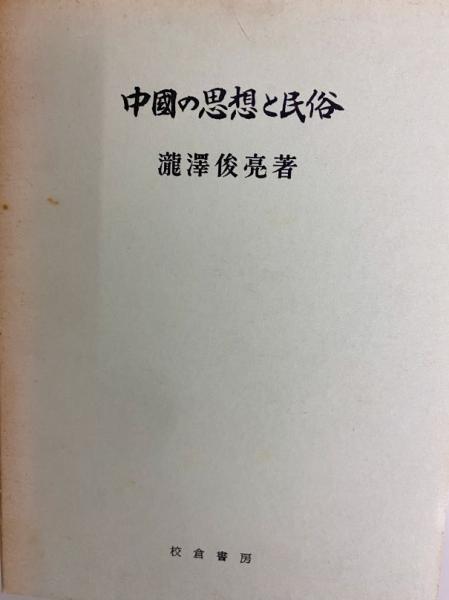 中國の思想と民俗
瀧澤俊亮著
校倉書房